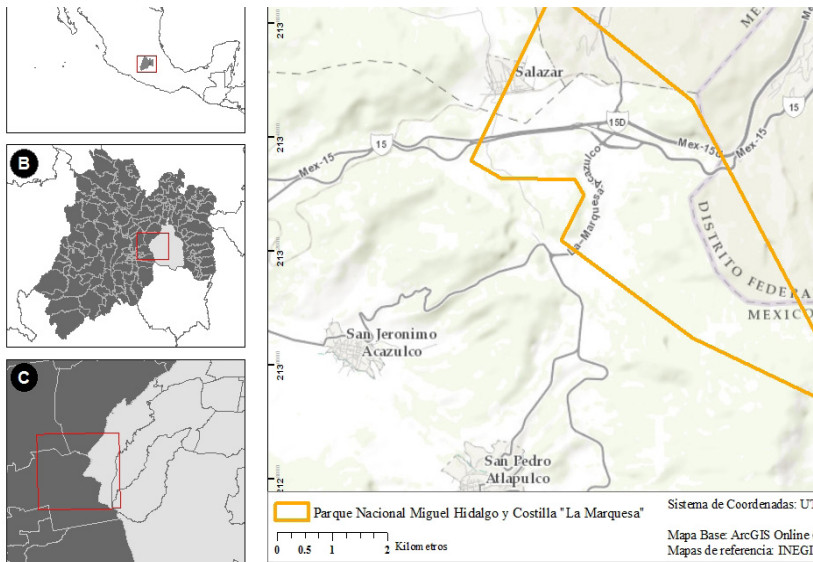 B
C
213
213
213
213
212
Salazar
15
Mex-15
15D
Mex-15D
15
Mex-15
La-Marquesa-Acazulco
DISTRITO FEDERAL
MEXICO
San Jeronimo
Acazulco
San Pedro
Atlapulco
Parque Nacional Miguel Hidalgo y Costilla "La Marquesa"
0 0.5 1 2 Kilometros
Sistema de Coordenadas: UT
Mapa Base: ArcGIS Online
Mapas de referencia: INEGI